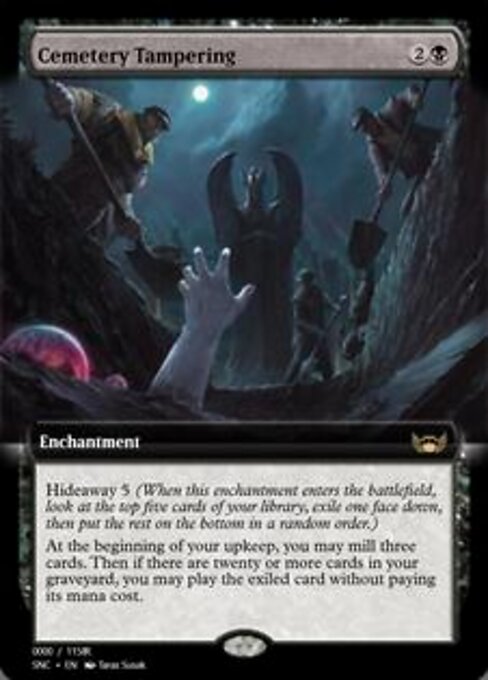 Cemetery Tampering 2
Enchantment
Hideaway 5 (When this enchantment enters the battlefield,
look at the top five cards of your library, exile one face down,
then put the rest on the bottom in a random order.)
At the beginning of your upkeep, you may mill three
cards. Then if there are twenty or more cards in your
graveyard, you may play the exiled card without paying
its mana cost.
SNC • EN Taras Susak